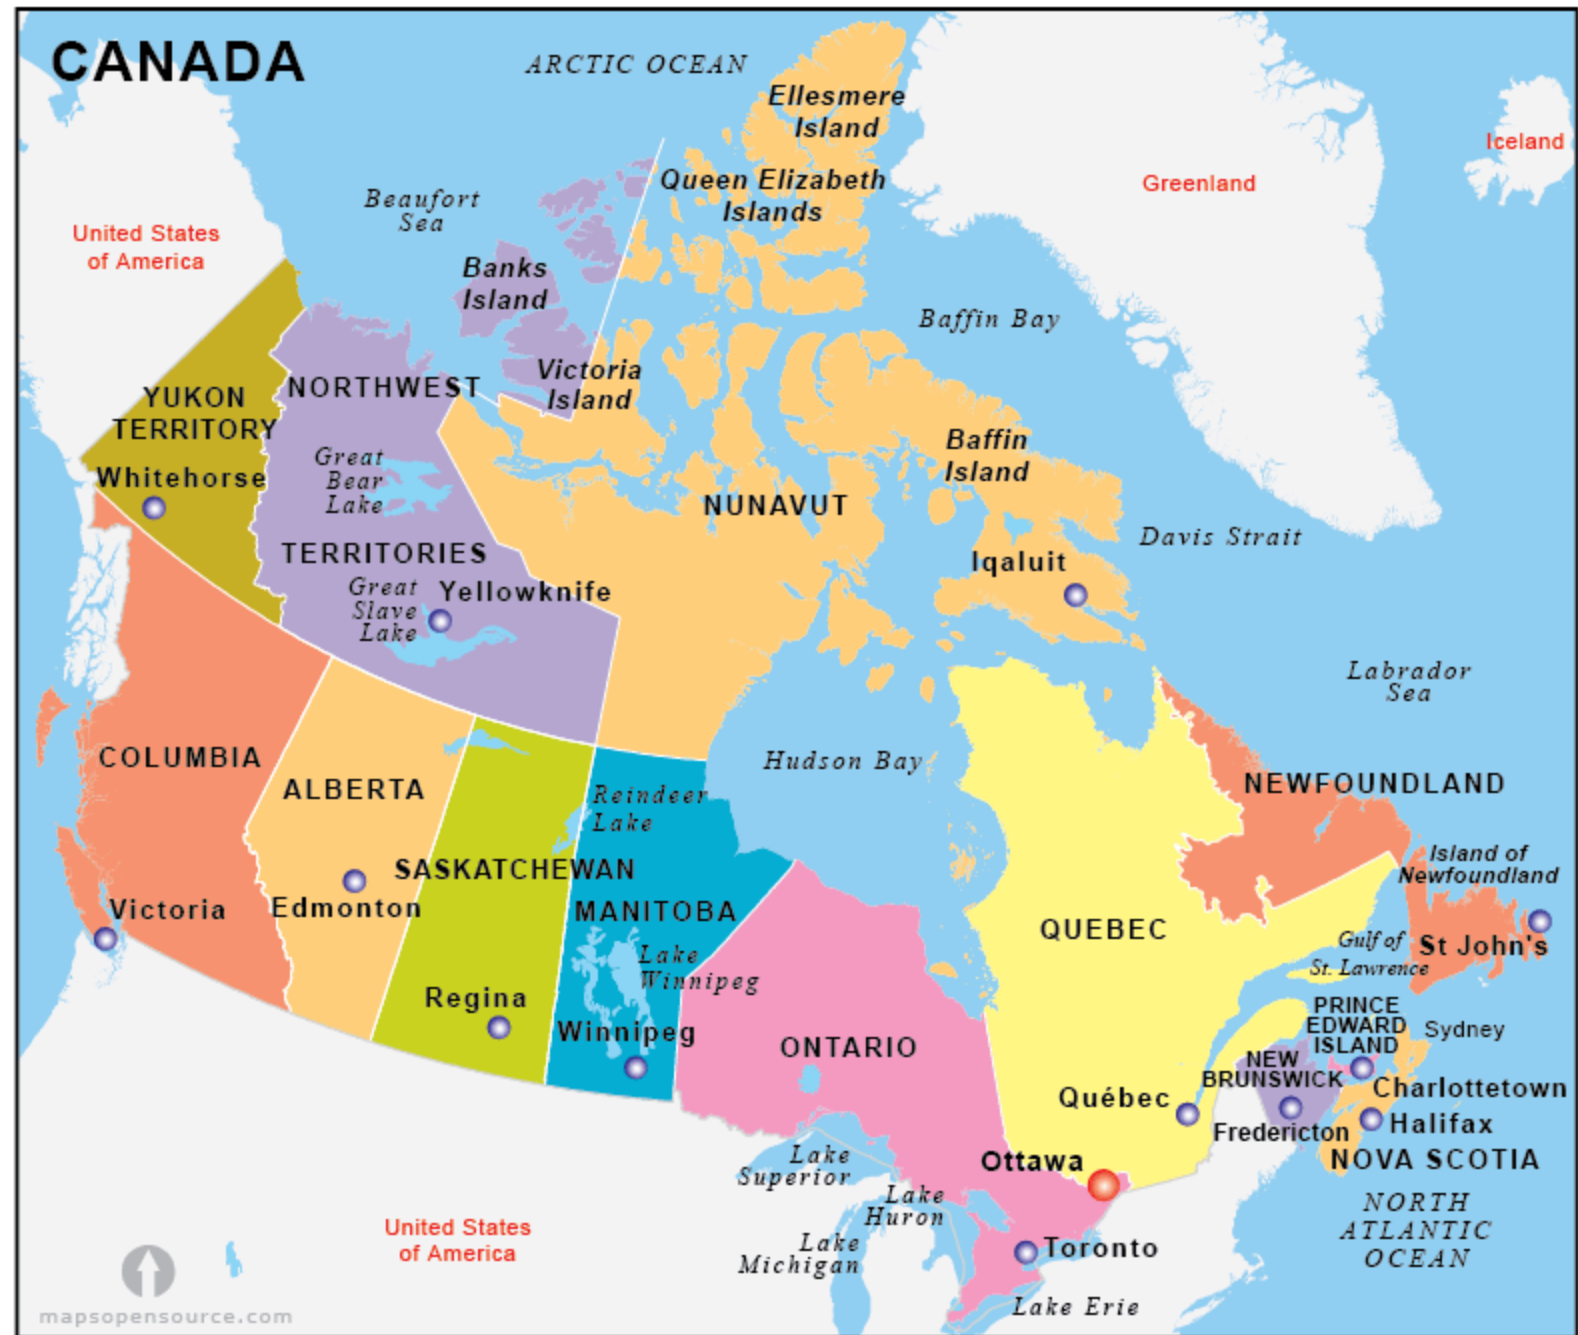 CANADA
ARCTIC OCEAN
Ellesmere
Island
Iceland
Queen Elizabeth
Islands
Greenland
Beaufort
Sea
United States
of America
Banks
Island
Baffin Bay
Victoria
Island
NORTHWEST
YUKON
TERRITORY
Baffin
Island
Great
Bear
Lake
Whitehorse
NUNAVUT
Davis Strait
TERRITORIES
Iqaluit
Great
Slave
Lake
Yellowknife
Labrador
Sea
COLUMBIA
Hudson Bay
ALBERTA
NEWFOUNDLAND
Reindeer
Lake
SASKATCHEWAN
Island of
Newfoundland
Victoria
Edmonton
MANITOBA
QUEBEC
Gulf of
St. Lawrence
St John's
Lake
Winnipeg
Regina
Winnipeg
PRINCE
EDWARD
ISLAND
Sydney
ONTARIO
NEW
BRUNSWICK
Charlottetown
Québec
Halifax
Fredericton
Ottawa
NOVA SCOTIA
Lake
Superior
Lake
Huron
NORTH
ATLANTIC
OCEAN
United States
of America
Lake
Michigan
Toronto
Lake Erie
mapsopensource.com